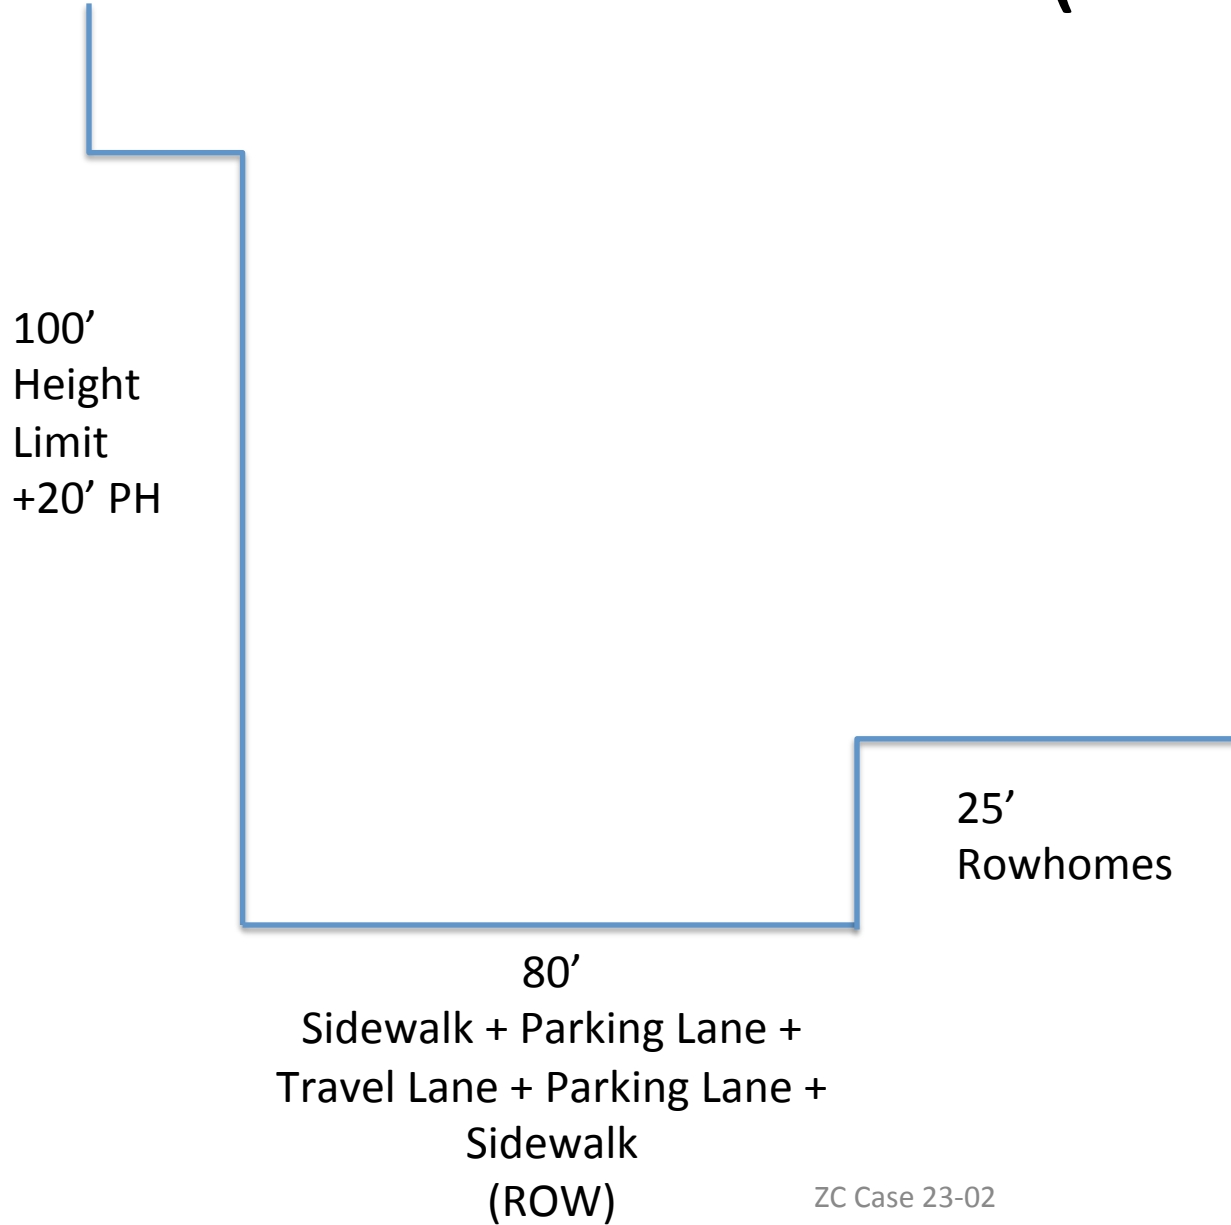 100’
Height
Limit
+20’ PH
25’
Rowhomes
80’
Sidewalk + Parking Lane +
Travel Lane + Parking Lane +
Sidewalk
(ROW)
ZC Case 23-02